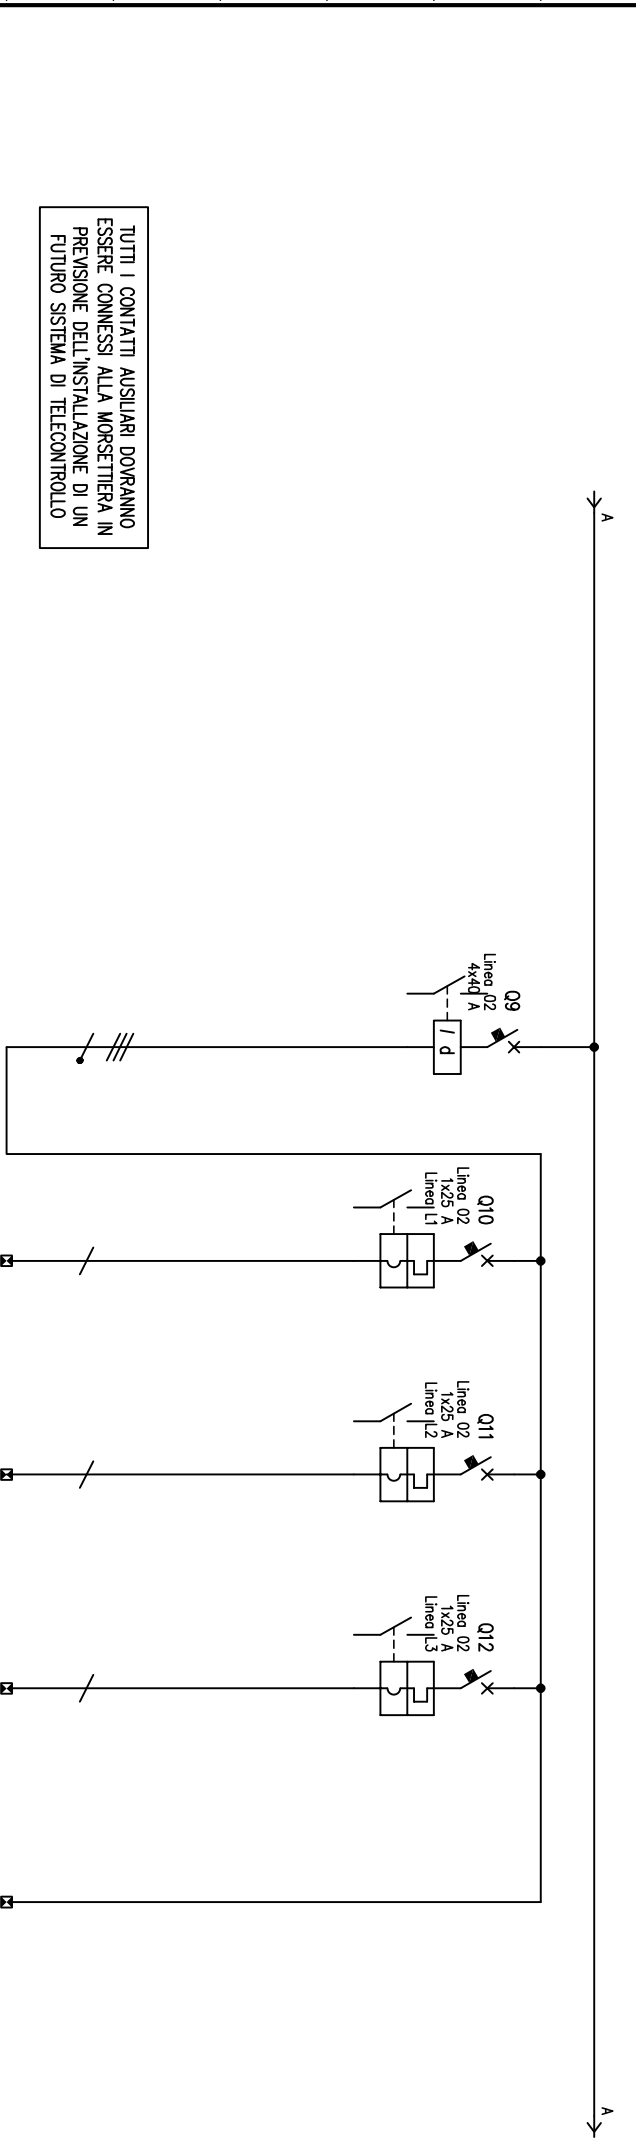 TUTTI I CONTATTI AUSILIARI DOVRANNO
ESSERE CONNESSI ALLA MORSETTIERA IN
PREVISIONE DELL'INSTALLAZIONE DI UN
FUTURO SISTEMA DI TELECONTROLLO
A
Q9
Linea 02
4x40 A
I d
Q10
Linea 02
1x25 A
Linea L1
Q11
Linea 02
1x25 A
Linea L2
Q12
Linea 02
1x25 A
Linea L3
A